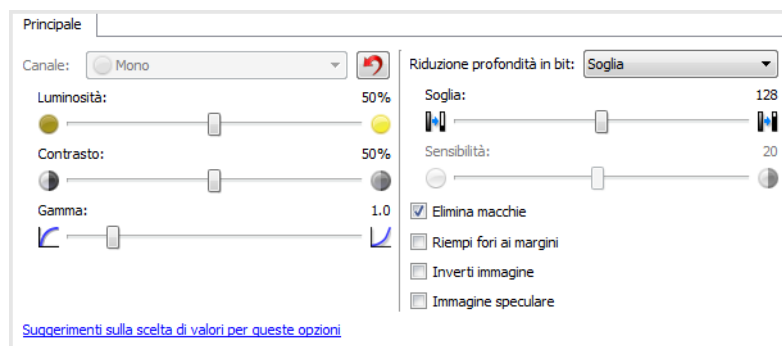 Principale
Canale: Mono
Luminosità: 50%
Contrasto: 50%
Gamma: 1.0
Suggerimenti sulla scelta di valori per queste opzioni
Riduzione profondità in bit: Soglia
Soglia: 128
Sensibilità: 20
Elimina macchie
Riempi fori ai margini
Inverti immagine
Immagine speculare